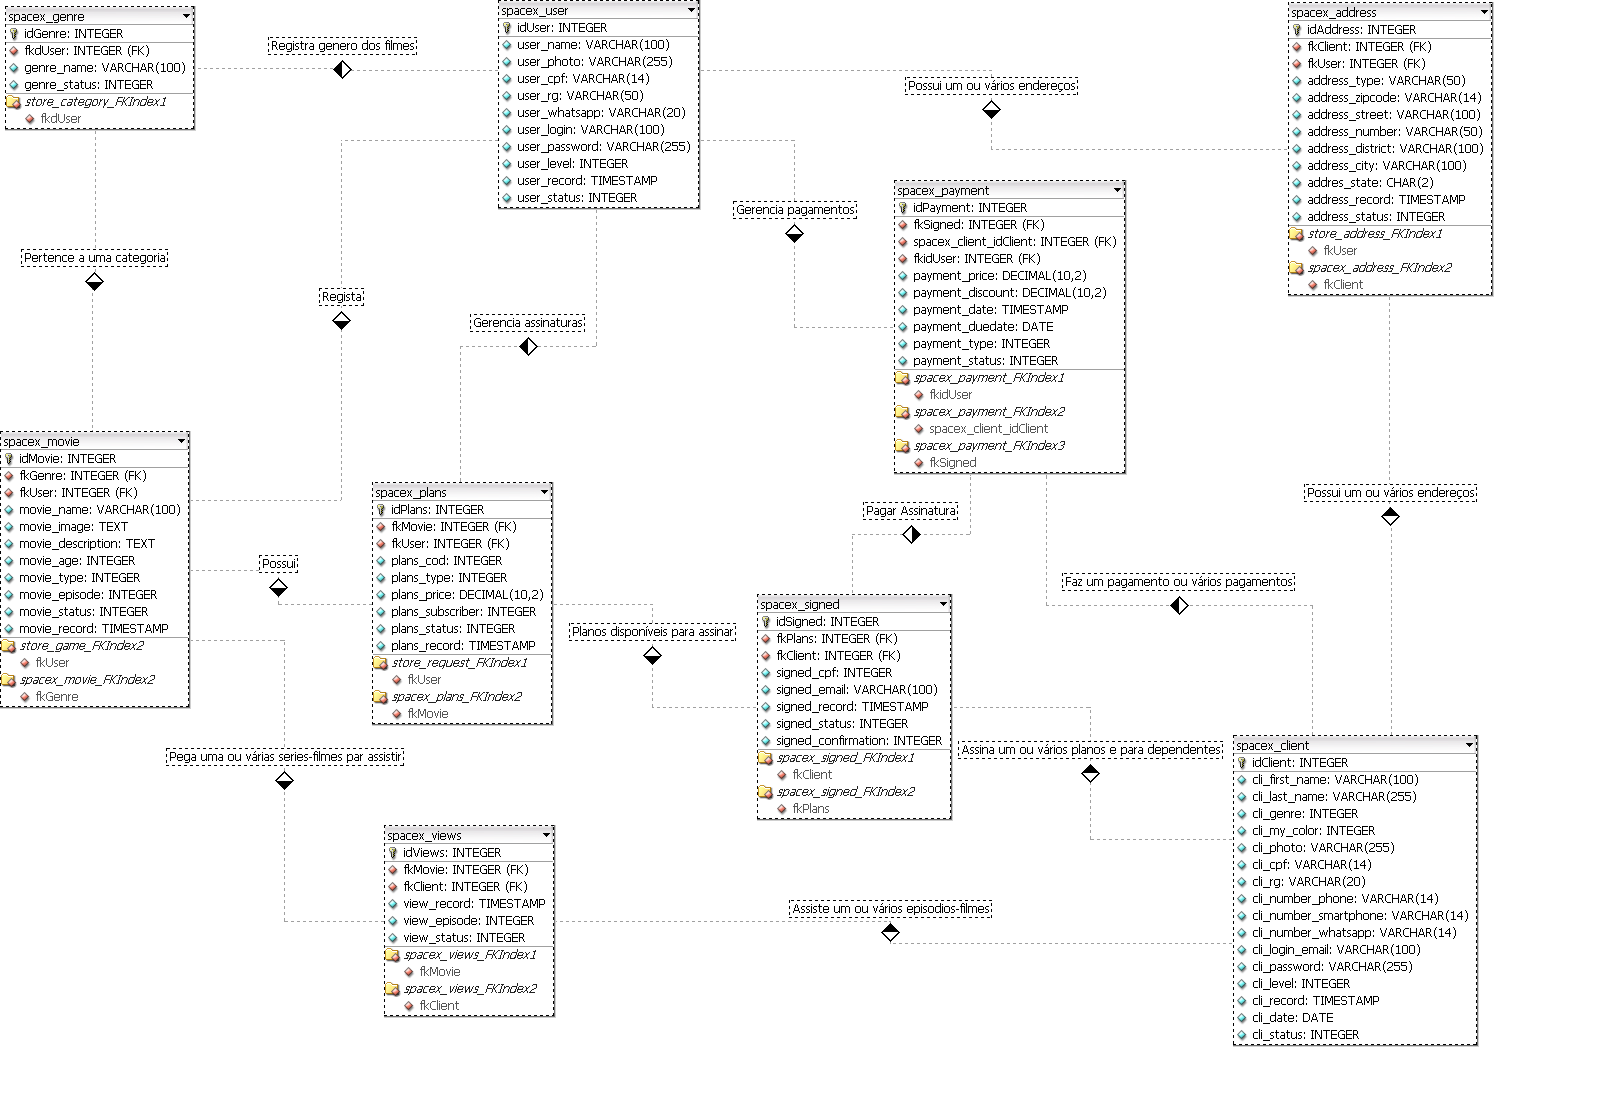 spacex_genre
idGenre: INTEGER
fkdUser: INTEGER (FK)
genre_name: VARCHAR(100)
genre_status: INTEGER
store_category_FKIndex1
fkdUser
Registra genero dos filmes
spacex_user
idUser: INTEGER
user_name: VARCHAR(100)
user_photo: VARCHAR(255)
user_cpf: VARCHAR(14)
user_rg: VARCHAR(50)
user_whatsapp: VARCHAR(20)
user_login: VARCHAR(100)
user_password: VARCHAR(255)
user_level: INTEGER
user_record: TIMESTAMP
user_status: INTEGER
Possui um ou vários endereços
spacex_address
idAddress: INTEGER
fkClient: INTEGER (FK)
fkUser: INTEGER (FK)
address_type: VARCHAR(50)
address_zipcode: VARCHAR(14)
address_street: VARCHAR(100)
address_number: VARCHAR(50)
address_district: VARCHAR(100)
address_city: VARCHAR(100)
addres_state: CHAR(2)
address_record: TIMESTAMP
address_status: INTEGER
store_address_FKIndex1
fkUser
spacex_address_FKIndex2
fkClient
Gerencia pagamentos
spacex_payment
idPayment: INTEGER
fkSigned: INTEGER (FK)
spacex_client_idClient: INTEGER (FK)
fkidUser: INTEGER (FK)
payment_price: DECIMAL(10,2)
payment_discount: DECIMAL(10,2)
payment_date: TIMESTAMP
payment_duedate: DATE
payment_type: INTEGER
payment_status: INTEGER
spacex_payment_FKIndex1
fkidUser
spacex_payment_FKIndex2
spacex_client_idClient
spacex_payment_FKIndex3
fkSigned
Pertence a uma categoria
Regista
Gerencia assinaturas
spacex_movie
idMovie: INTEGER
fkGenre: INTEGER (FK)
fkUser: INTEGER (FK)
movie_name: VARCHAR(100)
movie_image: TEXT
movie_description: TEXT
movie_age: INTEGER
movie_type: INTEGER
movie_episode: INTEGER
movie_status: INTEGER
movie_record: TIMESTAMP
store_game_FKIndex2
fkUser
spacex_movie_FKIndex2
fkGenre
Possui
spacex_plans
idPlans: INTEGER
fkMovie: INTEGER (FK)
fkUser: INTEGER (FK)
plans_cod: INTEGER
plans_type: INTEGER
plans_price: DECIMAL(10,2)
plans_subscriber: INTEGER
plans_status: INTEGER
plans_record: TIMESTAMP
store_request_FKIndex1
fkUser
spacex_plans_FKIndex2
fkMovie
Planos disponíveis para assinar
Pagar Assinatura
Possui um ou vários endereços
Faz um pagamento ou vários pagamentos
spacex_signed
idSigned: INTEGER
fkPlans: INTEGER (FK)
fkClient: INTEGER (FK)
signed_cpf: INTEGER
signed_email: VARCHAR(100)
signed_record: TIMESTAMP
signed_status: INTEGER
signed_confirmation: INTEGER
spacex_signed_FKIndex1
fkClient
spacex_signed_FKIndex2
fkPlans
Assina um ou vários planos e para dependentes
Pega uma ou várias series-filmes par assistir
spacex_client
idClient: INTEGER
cli_first_name: VARCHAR(100)
cli_last_name: VARCHAR(255)
cli_genre: INTEGER
cli_my_color: INTEGER
cli_photo: VARCHAR(255)
cli_cpf: VARCHAR(14)
cli_rg: VARCHAR(20)
cli_number_phone: VARCHAR(14)
cli_number_smartphone: VARCHAR(14)
cli_number_whatsapp: VARCHAR(14)
cli_login_email: VARCHAR(100)
cli_password: VARCHAR(255)
cli_level: INTEGER
cli_record: TIMESTAMP
cli_date: DATE
cli_status: INTEGER
spacex_views
idViews: INTEGER
fkMovie: INTEGER (FK)
fkClient: INTEGER (FK)
view_record: TIMESTAMP
view_episode: INTEGER
view_status: INTEGER
spacex_views_FKIndex1
fkMovie
spacex_views_FKIndex2
fkClient
Assiste um ou vários episodios-filmes